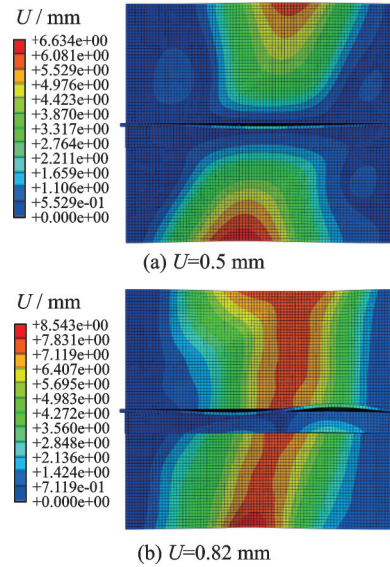 U / mm
+6.634e+00
+6.081e+00
+5.529e+00
+4.976e+00
+4.423e+00
+3.870e+00
+3.317e+00
+2.764e+00
+2.211e+00
+1.659e+00
+1.106e+00
+5.529e-01
+0.000e+00
(a) U=0.5 mm
U / mm
+8.543e+00
+7.831e+00
+7.119e+00
+6.407e+00
+5.695e+00
+4.983e+00
+4.272e+00
+3.560e+00
+2.848e+00
+2.136e+00
+1.424e+00
+7.119e-01
+0.000e+00
(b) U=0.82 mm